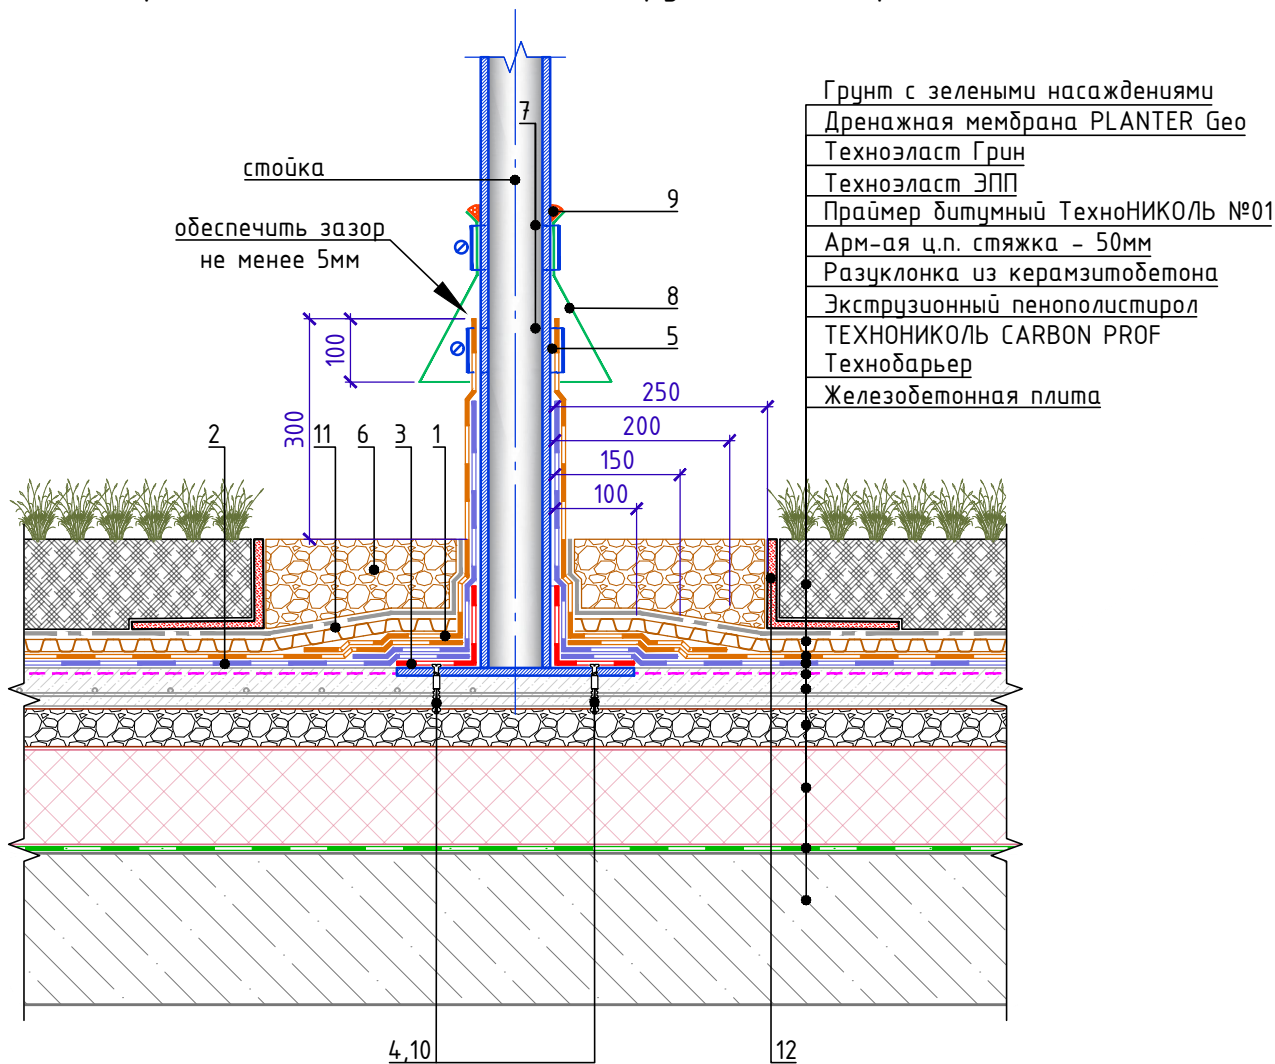 Грунт с зелеными насаждениями
Дренажная мембрана PLANTER Geo
Техноэласт Грин
Техноэласт ЭПП
Праймер битумный ТехноНИКОЛЬ №01
Арм-ая ц.п. стяжка - 50мм
Разуклонка из керамзитобетона
Экструзионный пенополистирол
ТЕХНОНИКОЛЬ CARBON PROF
Технобарьер
Железобетонная плита
7
стойка
9
обеспечить зазор
не менее 5мм
8
5
100
300
250
200
150
100
2
11
6
3
1
4,10
12